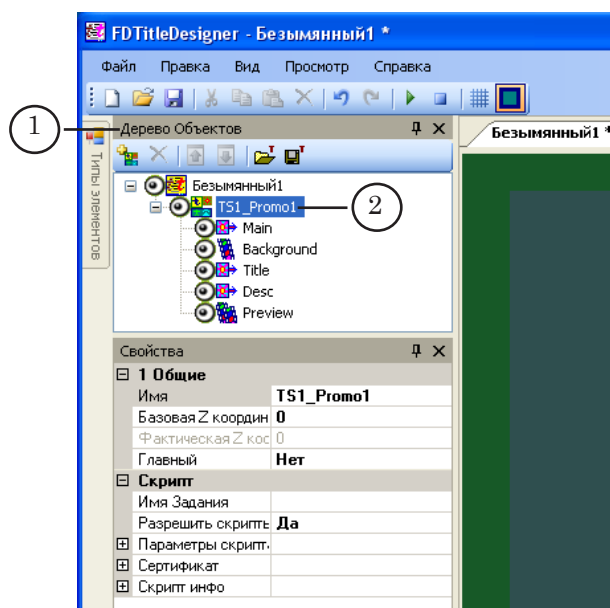 FDTitleDesigner - Безымянный1 *
Файл Правка Вид Просмотр Справка
1
Дерево Объектов
Безымянный1 *
Типы элементов
Безымянный1
TS1_Promo1
2
Main
Background
Title
Desc
Preview
Свойства
1 Общие
Имя TS1_Promo1
Базовая Z координ 0
Фактическая Z кос 0
Главный Нет
Скрипт
Имя Задания
Разрешить скрипты Да
Параметры скрипт
Сертификат
Скрипт инфо